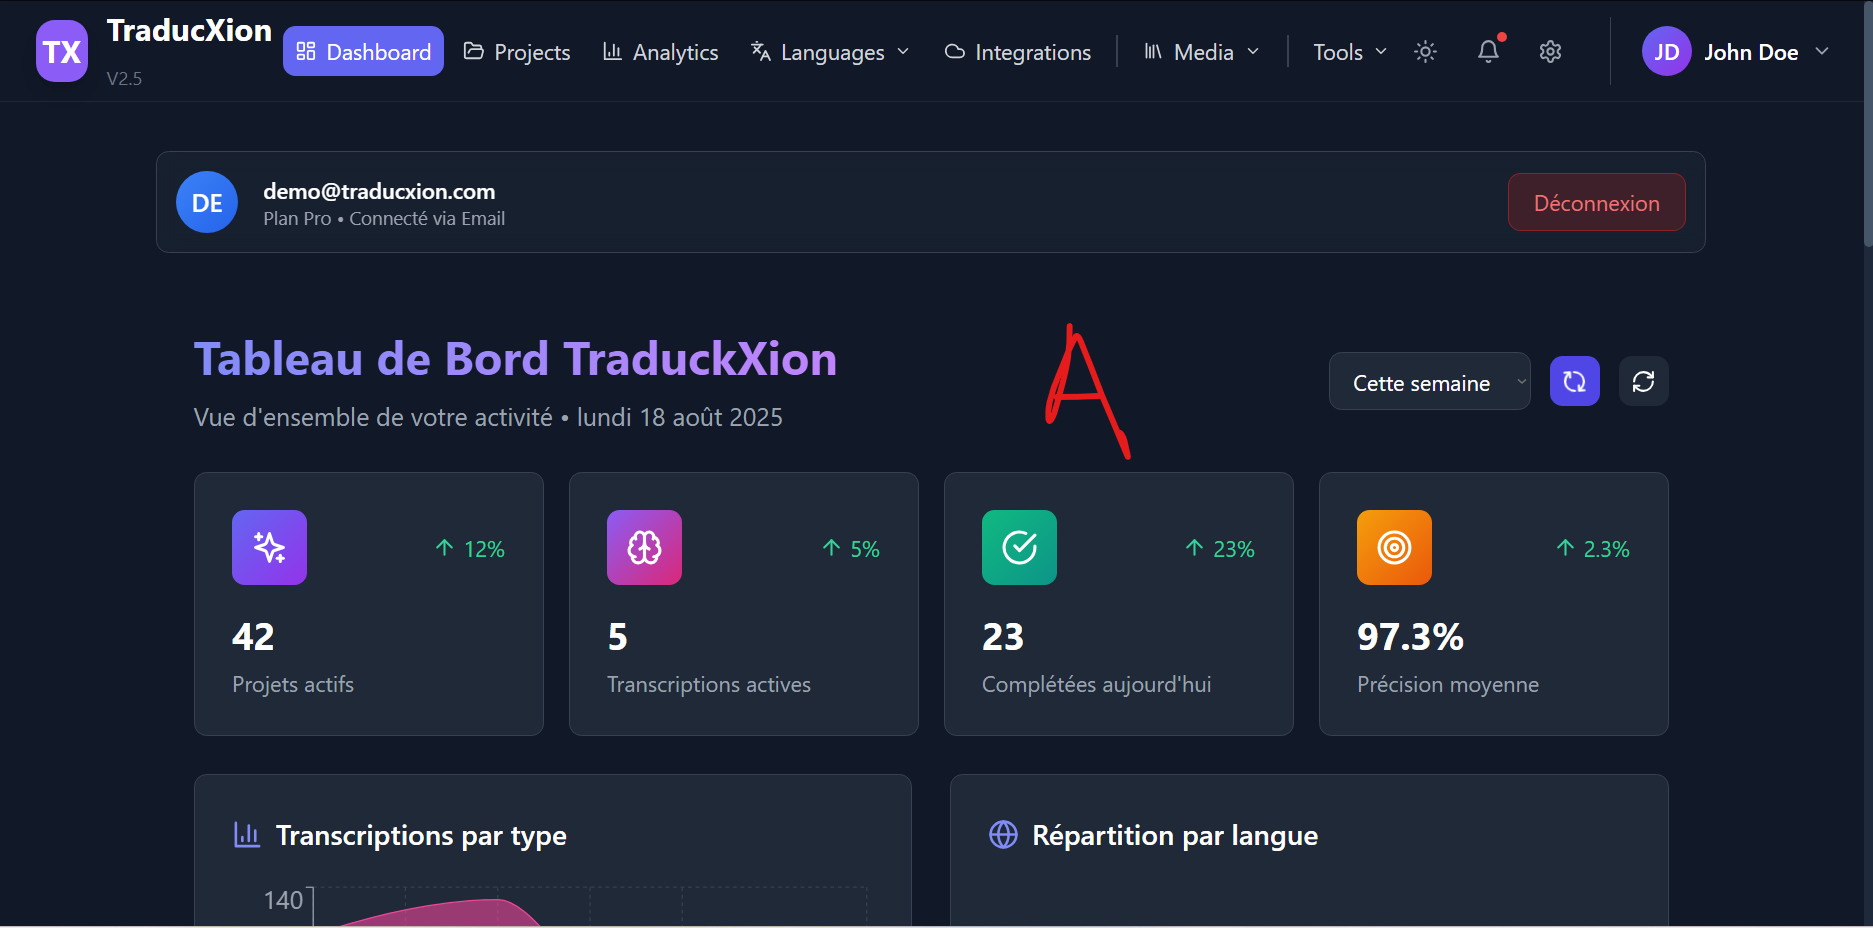 TX
TraducXion
V2.5
Dashboard
Projects
Analytics
Languages
Integrations
Media
Tools
JD
John Doe
DE
demo@traducxion.com
Plan Pro • Connecté via Email
Déconnexion
Tableau de Bord TraduckXion
Vue d'ensemble de votre activité • lundi 18 août 2025
A
Cette semaine
12%
42
Projets actifs
5%
5
Transcriptions actives
23%
23
Complétées aujourd'hui
2.3%
97.3%
Précision moyenne
Transcriptions par type
140
Répartition par langue